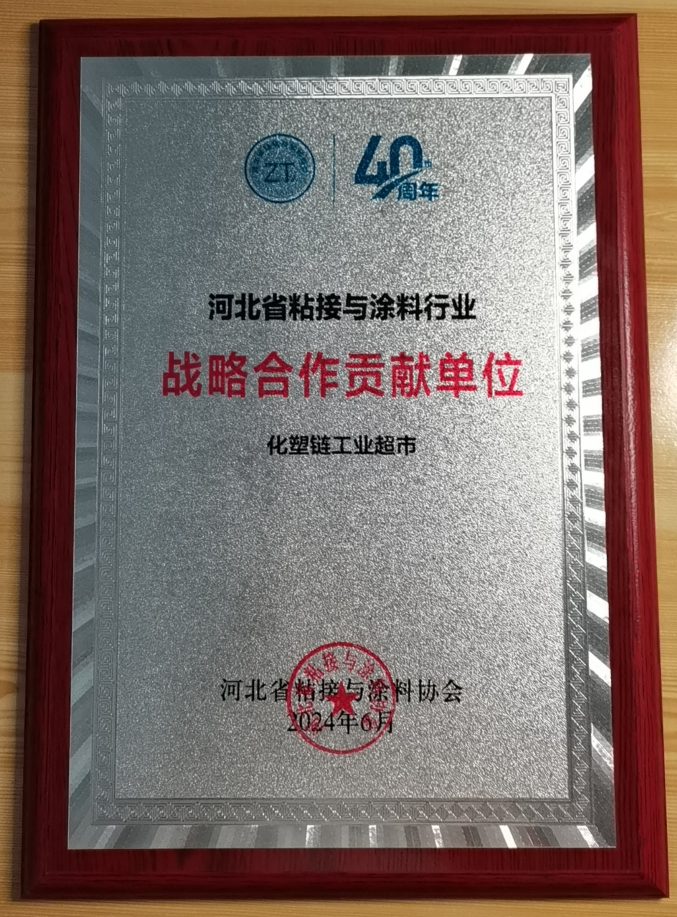 ZT
40th
周年
河北省粘接与涂料行业
战略合作贡献单位
化塑链工业超市
河北省粘接与涂料协会
2024年6月